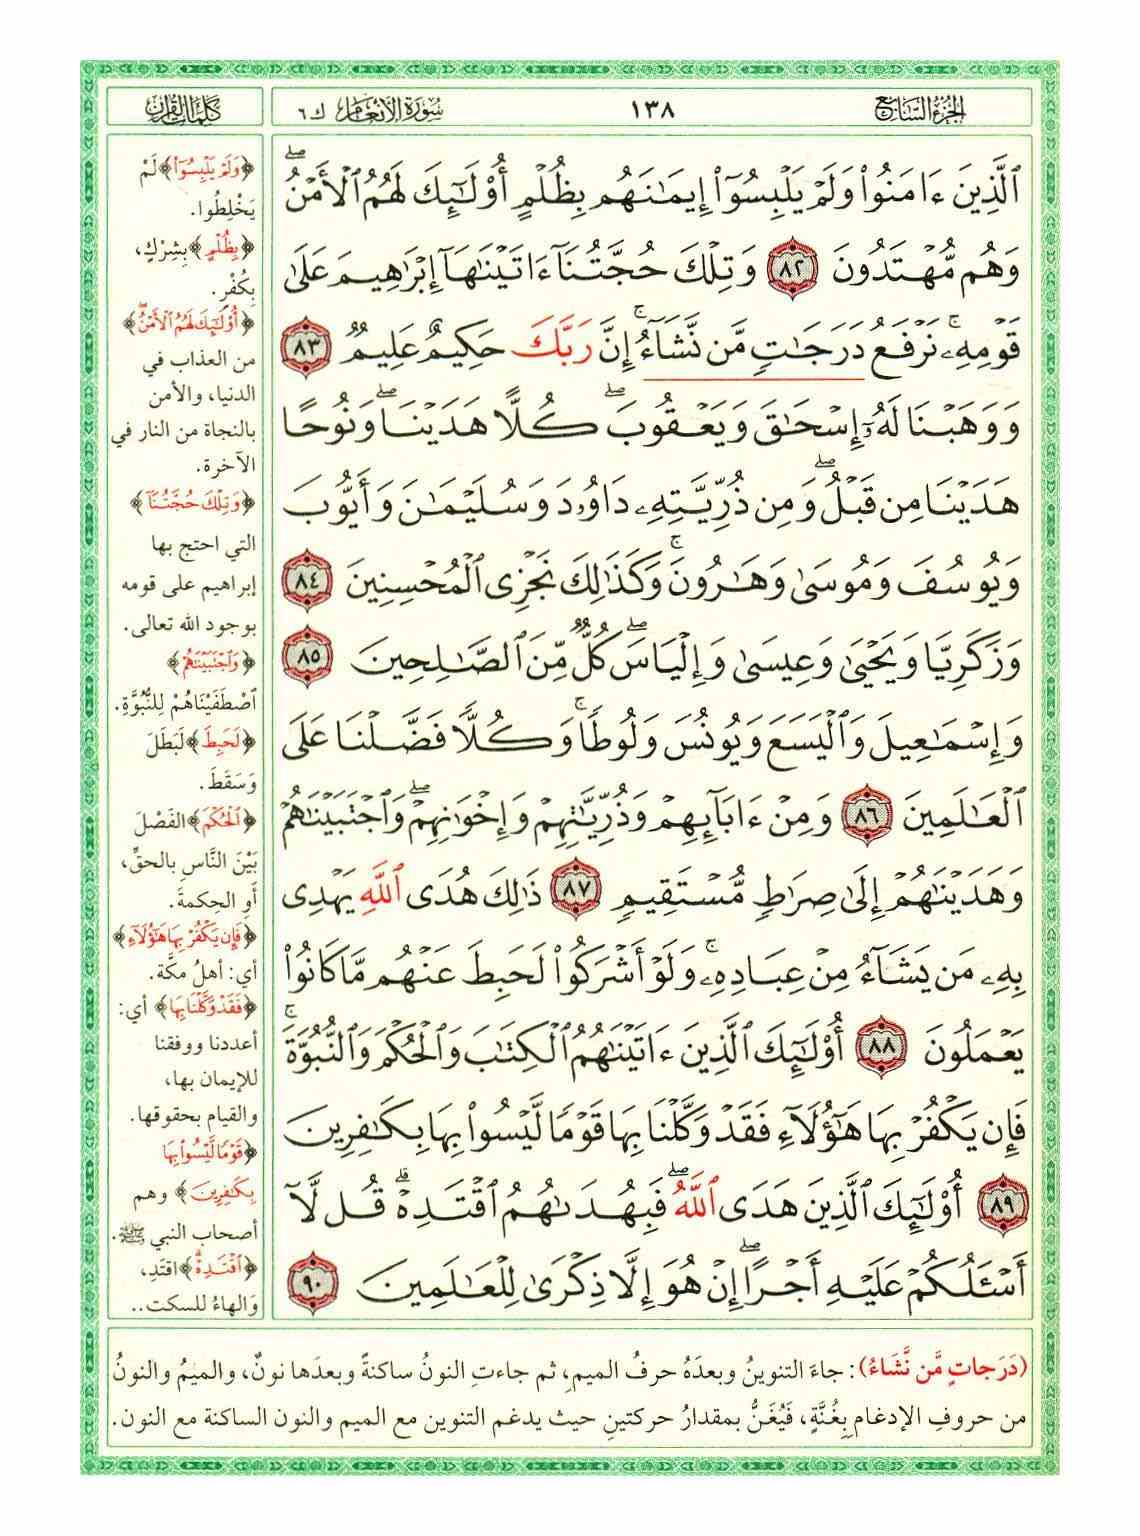 الجزء السابع
١٣٨
سورة الأنعام ك ٦
كلمات القرآن
ٱلَّذِينَ ءَامَنُواْ وَلَمْ يَلْبِسُوٓاْ إِيمَـٰنَهُم بِظُلْمٍ أُوْلَـٰٓئِكَ لَهُمُ ٱلْأَمْنُ ۖ
وَهُم مُّهْتَدُونَ ٨٢ وَتِلْكَ حُجَّتُنَآ ءَاتَيْنَـٰهَآ إِبْرَٰهِيمَ عَلَىٰ
قَوْمِهِۦ ۚ نَرْفَعُ دَرَجَـٰتٍ مَّن نَّشَآءُ ۗ إِنَّ رَبَّكَ حَكِيمٌ عَلِيمٌ ٨٣
وَوَهَبْنَا لَهُۥٓ إِسْحَـٰقَ وَيَعْقُوبَ ۚ كُلًّا هَدَيْنَا ۚ وَنُوحًا
هَدَيْنَا مِن قَبْلُ ۖ وَمِن ذُرِّيَّتِهِۦ دَاوُۥدَ وَسُلَيْمَـٰنَ وَأَيُّوبَ
وَيُوسُفَ وَمُوسَىٰ وَهَـٰرُونَ ۚ وَكَذَٰلِكَ نَجْزِى ٱلْمُحْسِنِينَ ٨٤
وَزَكَرِيَّا وَيَحْيَىٰ وَعِيسَىٰ وَإِلْيَاسَ ۖ كُلٌّ مِّنَ ٱلصَّـٰلِحِينَ ٨٥
وَإِسْمَـٰعِيلَ وَٱلْيَسَعَ وَيُونُسَ وَلُوطًا ۚ وَكُلًّا فَضَّلْنَا عَلَى
ٱلْعَـٰلَمِينَ ٨٦ وَمِنْ ءَابَآئِهِمْ وَذُرِّيَّـٰتِهِمْ وَإِخْوَٰنِهِمْ ۖ وَٱجْتَبَيْنَـٰهُمْ
وَهَدَيْنَـٰهُمْ إِلَىٰ صِرَٰطٍ مُّسْتَقِيمٍ ٨٧ ذَٰلِكَ هُدَى ٱللَّهِ يَهْدِى
بِهِۦ مَن يَشَآءُ مِنْ عِبَادِهِۦ ۚ وَلَوْ أَشْرَكُواْ لَحَبِطَ عَنْهُم مَّا كَانُواْ
يَعْمَلُونَ ٨٨ أُوْلَـٰٓئِكَ ٱلَّذِينَ ءَاتَيْنَـٰهُمُ ٱلْكِتَـٰبَ وَٱلْحُكْمَ وَٱلنُّبُوَّةَ ۚ
فَإِن يَكْفُرْ بِهَا هَـٰٓؤُلَآءِ فَقَدْ وَكَّلْنَا بِهَا قَوْمًا لَّيْسُواْ بِهَا بِكَـٰفِرِينَ
٨٩ أُوْلَـٰٓئِكَ ٱلَّذِينَ هَدَى ٱللَّهُ ۖ فَبِهُدَىٰهُمُ ٱقْتَدِهْ ۗ قُل لَّآ
أَسْـَٔلُكُمْ عَلَيْهِ أَجْرًا ۖ إِنْ هُوَ إِلَّا ذِكْرَىٰ لِلْعَـٰلَمِينَ ٩٠
﴿وَلَمْ يَلْبِسُوٓاْ﴾ لَمْ
يَخْلِطُوا.
﴿بِظُلْمٍ﴾ بِشِرْكٍ،
بِكُفْرٍ.
﴿أُوْلَـٰٓئِكَ لَهُمُ ٱلْأَمْنُ﴾
من العذاب في
الدنيا، والأمن
بالنجاة من النار في
الآخرة.
﴿وَتِلْكَ حُجَّتُنَآ﴾
التي احتج بها
إبراهيم على قومه
بوجود الله تعالى.
﴿وَٱجْتَبَيْنَـٰهُمْ﴾
ٱصْطَفَيْنَاهُمْ لِلنُّبُوَّةِ.
﴿لَحَبِطَ﴾ لَبَطَلَ
وَسَقَطَ.
﴿ٱلْحُكْمَ﴾ الفَصْلَ
بَيْنَ النَّاسِ بالحقِّ،
أَو الحِكمةَ.
﴿فَإِن يَكْفُرْ بِهَا هَـٰٓؤُلَآءِ﴾
أي: أهلُ مكَّة.
﴿فَقَدْ وَكَّلْنَا بِهَا﴾ أي:
أعددنا ووفقنا
للإيمان بها،
والقيام بحقوقها.
﴿قَوْمًا لَّيْسُواْ بِهَا
بِكَـٰفِرِينَ﴾ وهم
أصحاب النبي ﷺ.
﴿ٱقْتَدِهْ﴾ اقتَدِ،
وَالهاءُ للسكت..
(دَرَجاتٍ مَّن نَّشَاءُ): جاءَ التنوينُ وبعدَهُ حرفُ الميمِ، ثم جاءتِ النونُ ساكنةً وبعدَها نونٌ، والميمُ والنونُ
من حروفِ الإدغام بِغُنَّةٍ، فَيُغَنُّ بمقدارُ حركتينِ حيث يدغم التنوين مع الميم والنون الساكنة مع النون.